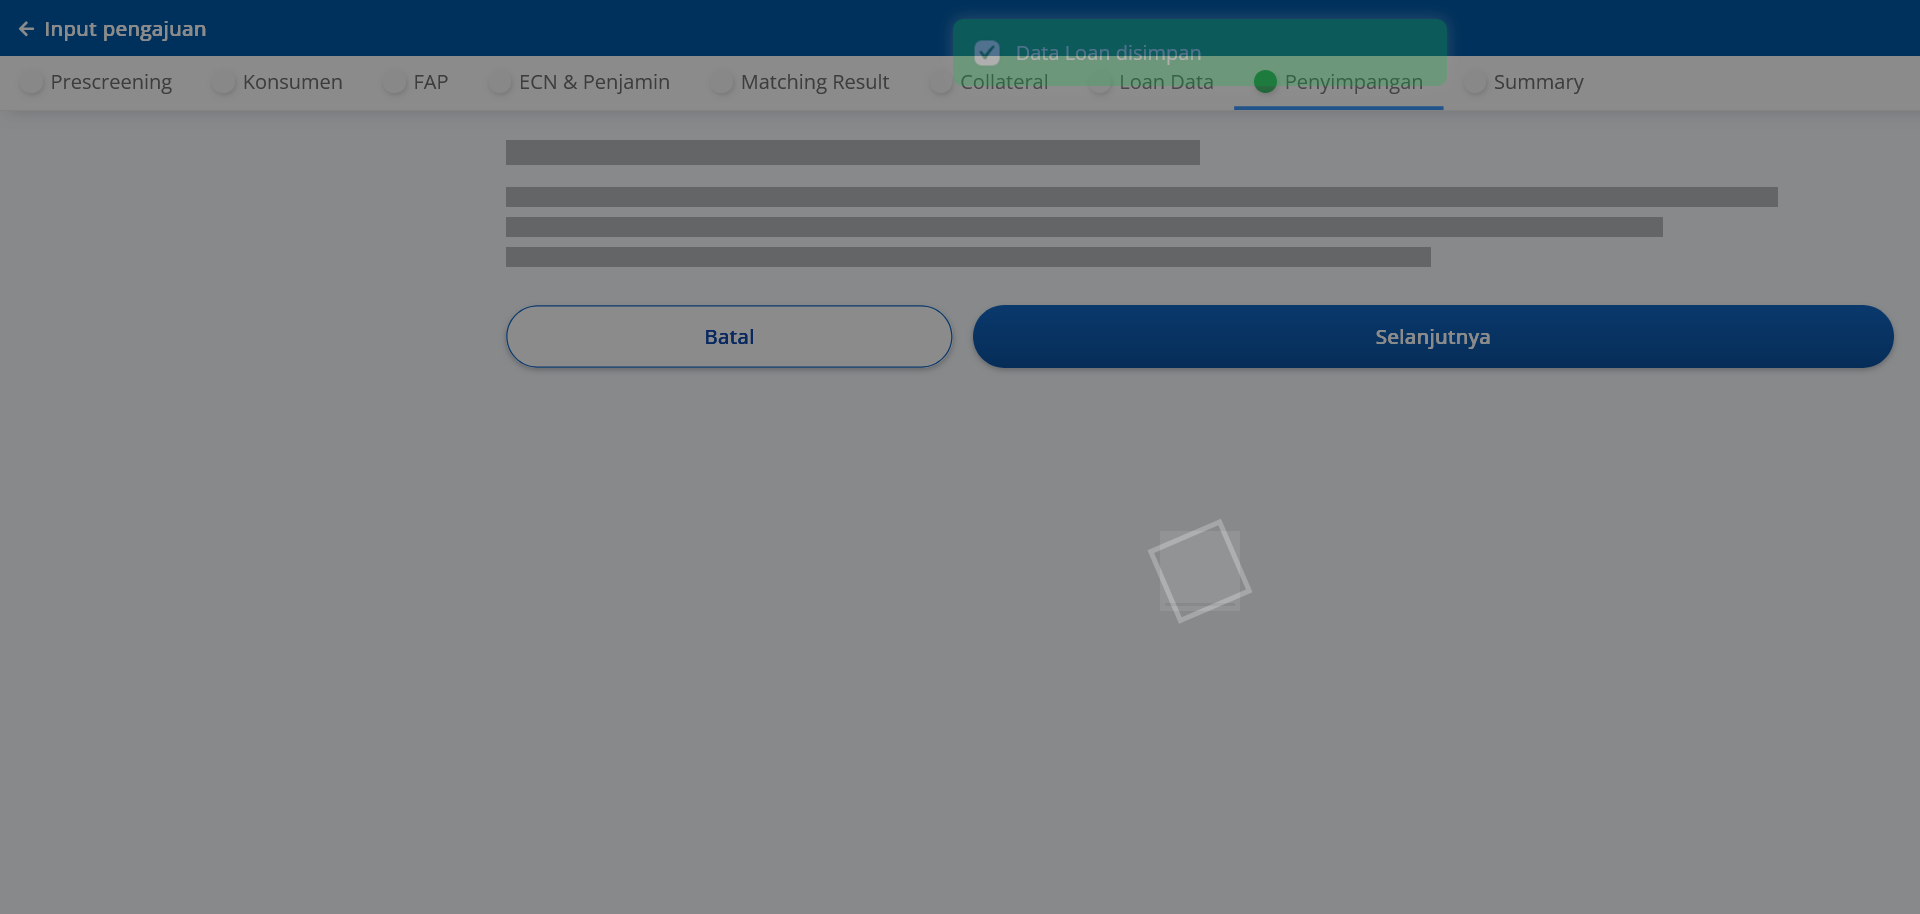 Input pengajuan
Data Loan disimpan
Prescreening
Konsumen
FAP
ECN & Penjamin
Matching Result
Collateral
Loan Data
Penyimpangan
Summary
Batal
Selanjutnya